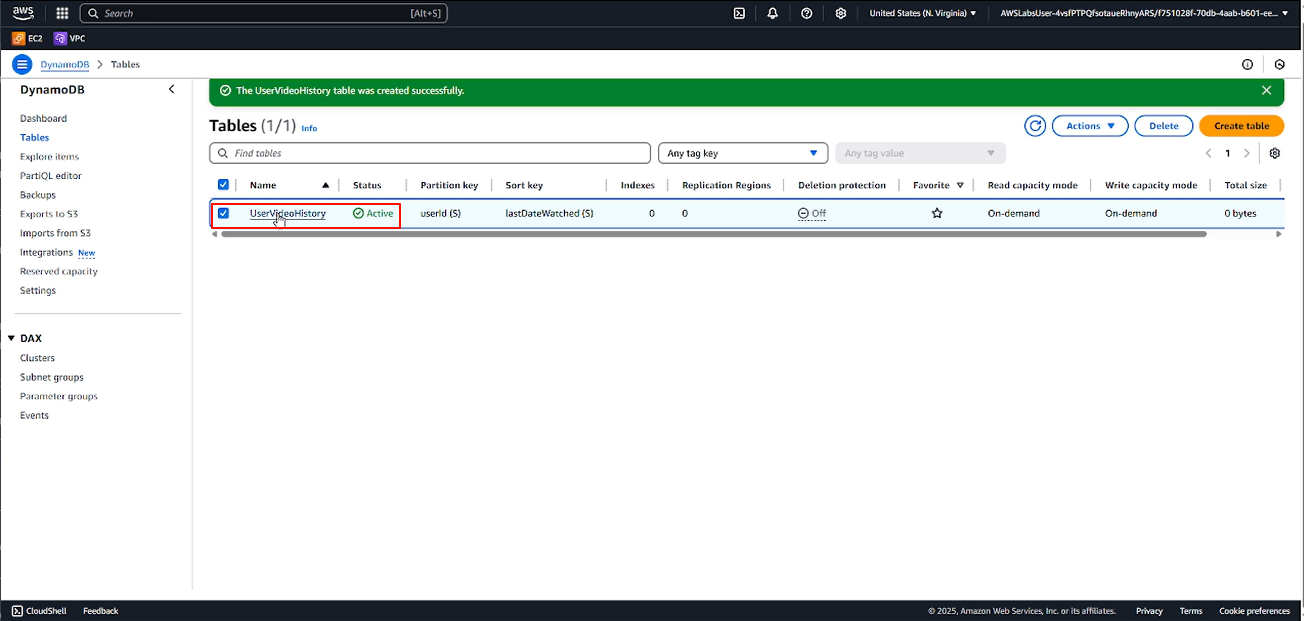 aws Search [Alt+S] United States (N. Virginia) AWSLabsUser-4vsfPTPQfsotaueRhnyARS/f751028f-70db-4aab-b601-ee...
EC2 VPC
DynamoDB Tables
DynamoDB
Dashboard
Tables
Explore items
PartiQL editor
Backups
Exports to S3
Imports from S3
Integrations New
Reserved capacity
Settings
DAX
Clusters
Subnet groups
Parameter groups
Events
The UserVideoHistory table was created successfully.
Tables (1/1) Info
Actions Delete Create table
Find tables Any tag key Any tag value 1
Name Status Partition key Sort key Indexes Replication Regions Deletion protection Favorite Read capacity mode Write capacity mode Total size
UserVideoHistory Active userId (S) lastDateWatched (S) 0 0 Off On-demand On-demand 0 bytes
CloudShell Feedback © 2025, Amazon Web Services, Inc. or its affiliates. Privacy Terms Cookie preferences